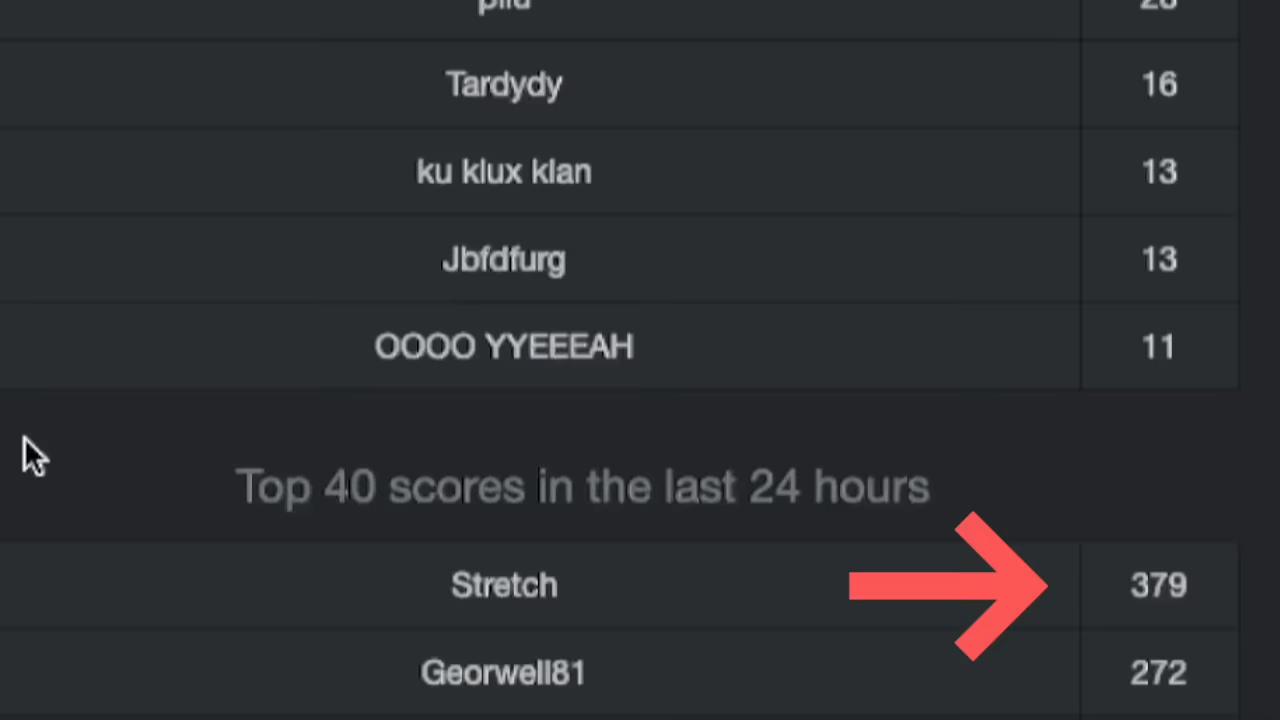 Tardydy 16
ku klux klan 13
Jbfdfurg 13
OOOO YYEEEAH 11
Top 40 scores in the last 24 hours
Stretch 379
Georwell81 272